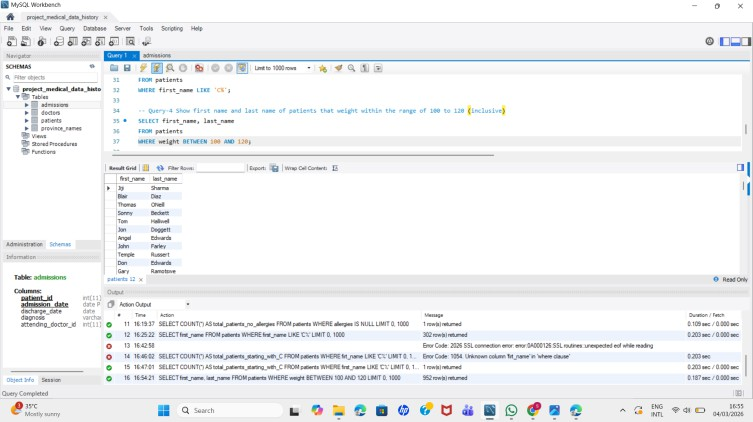 MySQL Workbench
project_medical_data_history
File Edit View Query Database Server Tools Scripting Help
Navigator
SCHEMAS
Filter objects
project_medical_data_histo
Tables
admissions
doctors
patients
province_names
Views
Stored Procedures
Functions
Administration Schemas
Information
Table: admissions
Columns:
patient_id int(11)
admission_date date P
discharge_date date
diagnosis varchar
attending_doctor_id int(11)
Object Info Session
Query Completed
Query 1 admissions
Limit to 1000 rows
31 FROM patients
32 WHERE first_name LIKE 'C%';
33
34 -- Query-4 Show first name and last name of patients that weight within the range of 100 to 120 (inclusive)
35 SELECT first_name, last_name
36 FROM patients
37 WHERE weight BETWEEN 100 AND 120;
Result Grid Filter Rows: Export: Wrap Cell Content:
first_name last_name
Jiji Sharma
Blair Diaz
Thomas ONeill
Sonny Beckett
Tom Halliwell
Jon Doggett
Angel Edwards
John Farley
Temple Russert
Don Edwards
Gary Ramotswe
patients 12 Read Only
Output
Action Output
# Time Action Message Duration / Fetch
11 16:19:37 SELECT COUNT(*) AS total_patients_no_allergies FROM patients WHERE allergies IS NULL LIMIT 0, 1000 1 row(s) returned 0.109 sec / 0.000 sec
12 16:25:22 SELECT first_name FROM patients WHERE first_name LIKE 'C%' LIMIT 0, 1000 302 row(s) returned 0.203 sec / 0.000 sec
13 16:42:58 Error Code: 2026 SSL connection error: error:0A000126:SSL routines::unexpected eof while reading
14 16:46:02 SELECT COUNT(*) AS total_patients_starting_with_C FROM patients WHERE firt_name LIKE 'C%' LIMIT 0, 1... Error Code: 1054. Unknown column 'firt_name' in 'where clause' 0.203 sec
15 16:47:01 SELECT COUNT(*) AS total_patients_starting_with_C FROM patients WHERE first_name LIKE 'C%' LIMIT 0, 1... 1 row(s) returned 0.203 sec / 0.000 sec
16 16:54:21 SELECT first_name, last_name FROM patients WHERE weight BETWEEN 100 AND 120 LIMIT 0, 1000 952 row(s) returned 0.187 sec / 0.000 sec
35°C
Mostly sunny
Search
ENG
INTL
16:55
04/03/2026